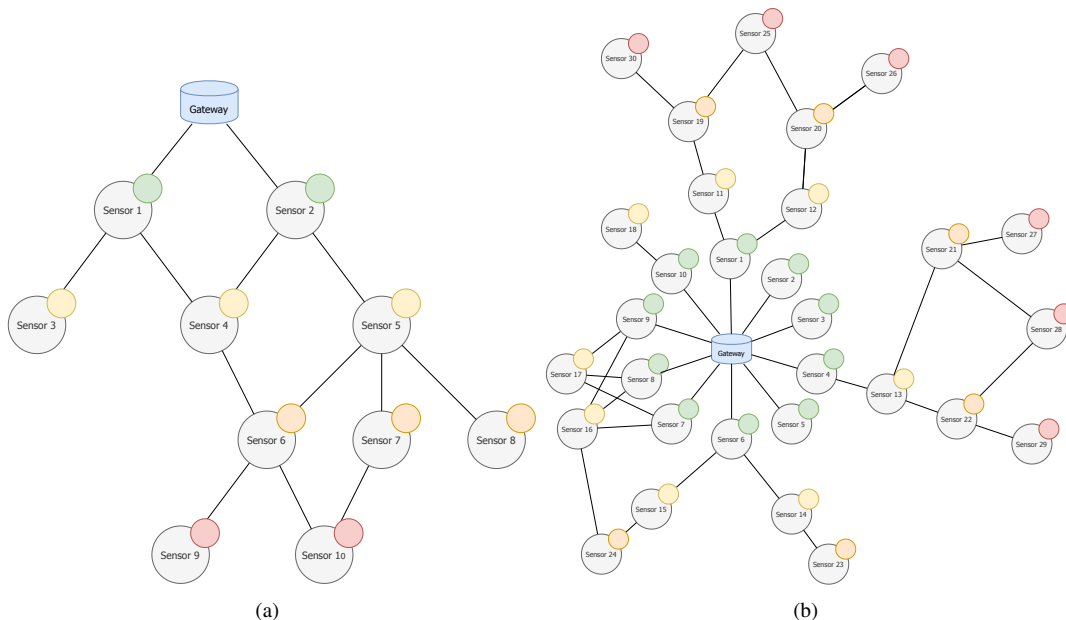 Gateway
Sensor 1
Sensor 2
Sensor 3
Sensor 4
Sensor 5
Sensor 6
Sensor 7
Sensor 8
Sensor 9
Sensor 10
(a)
Sensor 25
Sensor 30
Sensor 26
Sensor 19
Sensor 20
Sensor 11
Sensor 12
Sensor 18
Sensor 27
Sensor 21
Sensor 1
Sensor 10
Sensor 2
Sensor 9
Sensor 3
Sensor 28
Gateway
Sensor 17
Sensor 8
Sensor 4
Sensor 13
Sensor 16
Sensor 7
Sensor 5
Sensor 22
Sensor 6
Sensor 29
Sensor 15
Sensor 14
Sensor 24
Sensor 23
(b)